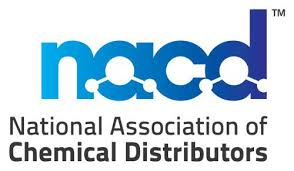 nacd™
National Association of
Chemical Distributors